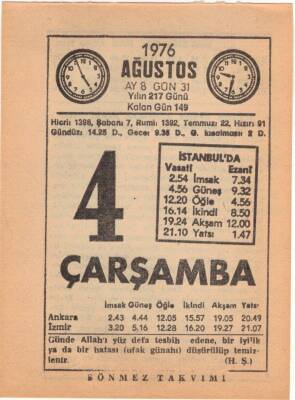 1976
AĞUSTOS
AY 8 GÜN 31
Yılın 217 Günü
Kalan Gün 149
Hicri: 1396, Şaban: 7, Rumi: 1392, Temmuz: 22, Hızır: 91
Gündüz: 14.25 D., Gece: 9.35 D., G. kısalması: 2 D.
4
İSTANBUL'DA
Vasati Ezani
2.54 İmsak 7.34
4.56 Güneş 9.32
12.20 Öğle 4.56
16.14 İkindi 8.50
19.24 Akşam 12.00
21.10 Yatsı 1.47
ÇARŞAMBA
İmsak Güneş Öğle İkindi Akşam Yatsı
Ankara 2.43 4.44 12.05 15.57 19.05 20.49
İzmir 3.20 5.16 12.28 16.20 19.27 21.07
Günde Allah'ı yüz defa tesbih edene, bir iyilik
ya da bir hatası (ufak günahı) düşürülüp temiz-
lenir. (H. Ş.)
SÖNMEZ TAKVİMİ